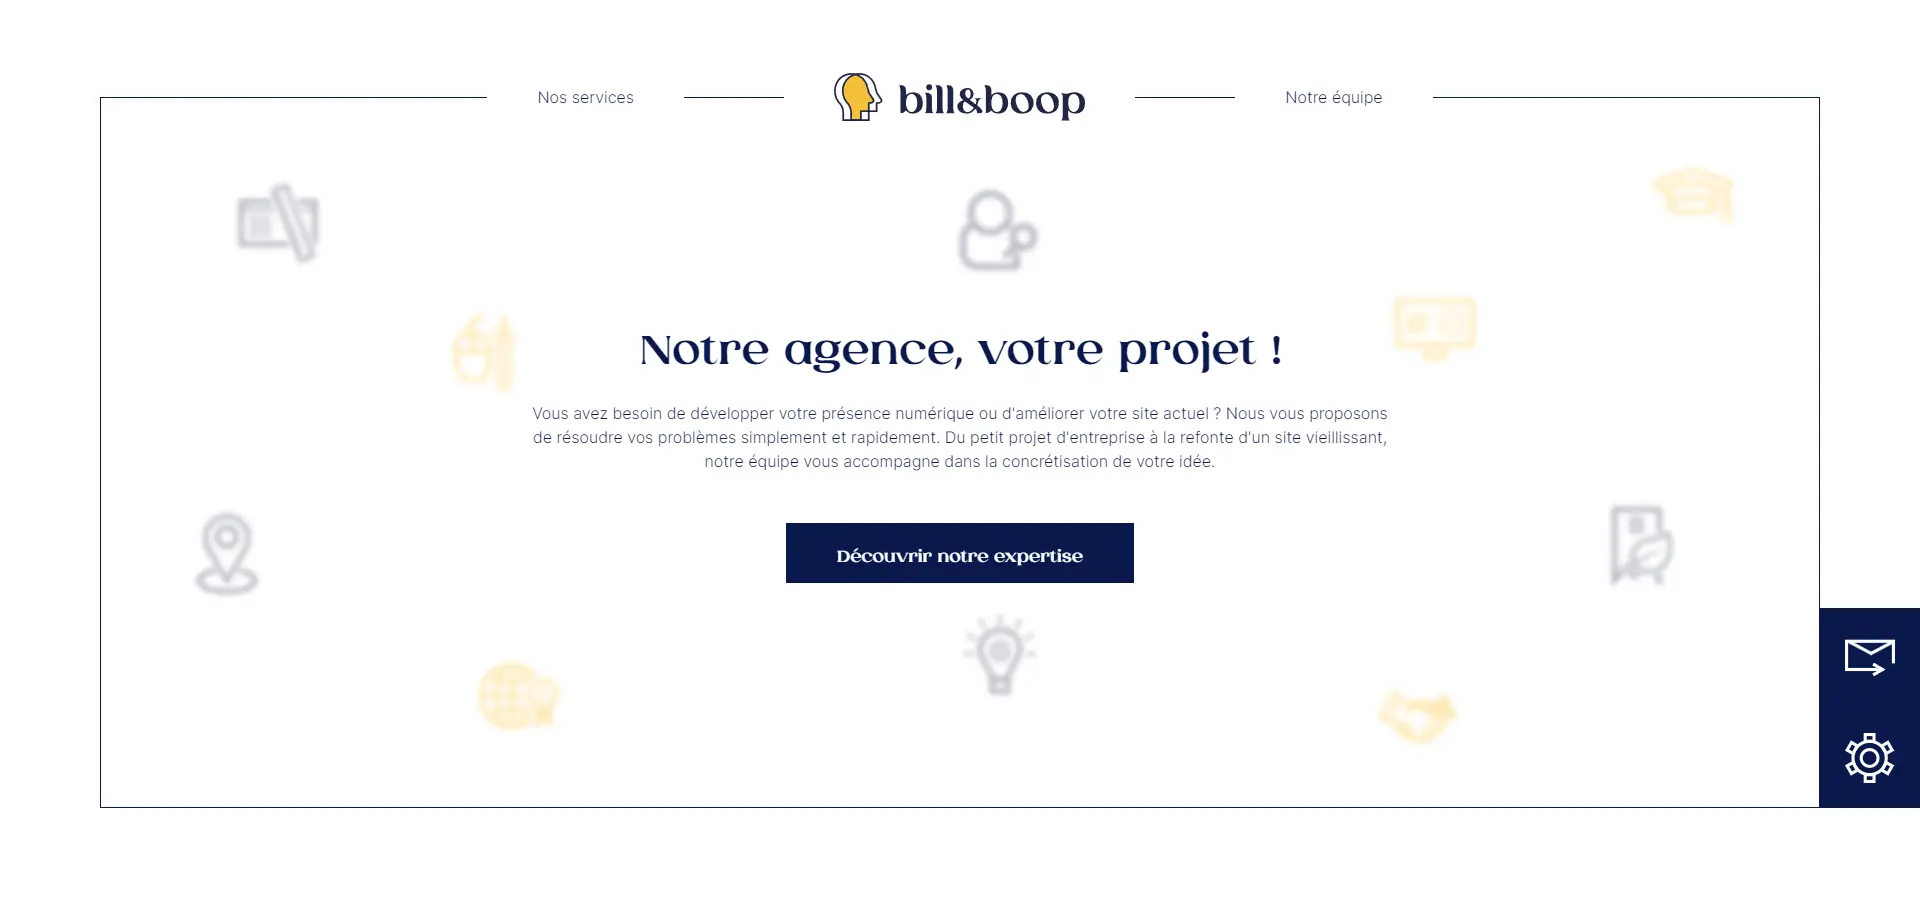 Nos services
bill&boop
Notre équipe
Notre agence, votre projet !
Vous avez besoin de développer votre présence numérique ou d'améliorer votre site actuel ? Nous vous proposons
de résoudre vos problèmes simplement et rapidement. Du petit projet d'entreprise à la refonte d'un site vieillissant,
notre équipe vous accompagne dans la concrétisation de votre idée.
Découvrir notre expertise